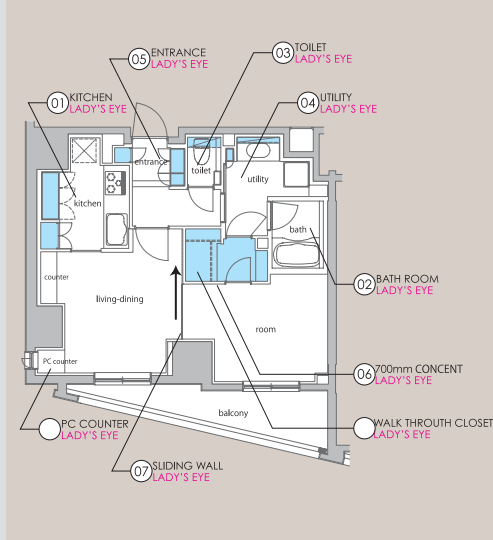 03 TOILET
LADY'S EYE
05 ENTRANCE
LADY'S EYE
01 KITCHEN
LADY'S EYE
04 UTILITY
LADY'S EYE
entrance
toilet
utility
kitchen
bath
counter
living-dining
room
02 BATH ROOM
LADY'S EYE
PC counter
06 700mm CONCENT
LADY'S EYE
balcony
PC COUNTER
LADY'S EYE
WALK THROUTH CLOSET
LADY'S EYE
07 SLIDING WALL
LADY'S EYE